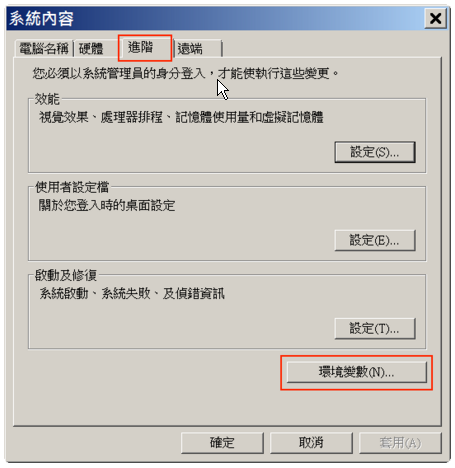 系統內容
電腦名稱 硬體 進階 遠端
您必須以系統管理員的身分登入，才能使執行這些變更。
效能
視覺效果、處理器排程、記憶體使用量和虛擬記憶體
設定(S)...
使用者設定檔
關於您登入時的桌面設定
設定(E)...
啟動及修復
系統啟動、系統失敗、及偵錯資訊
設定(T)...
環境變數(N)...
確定 取消 套用(A)